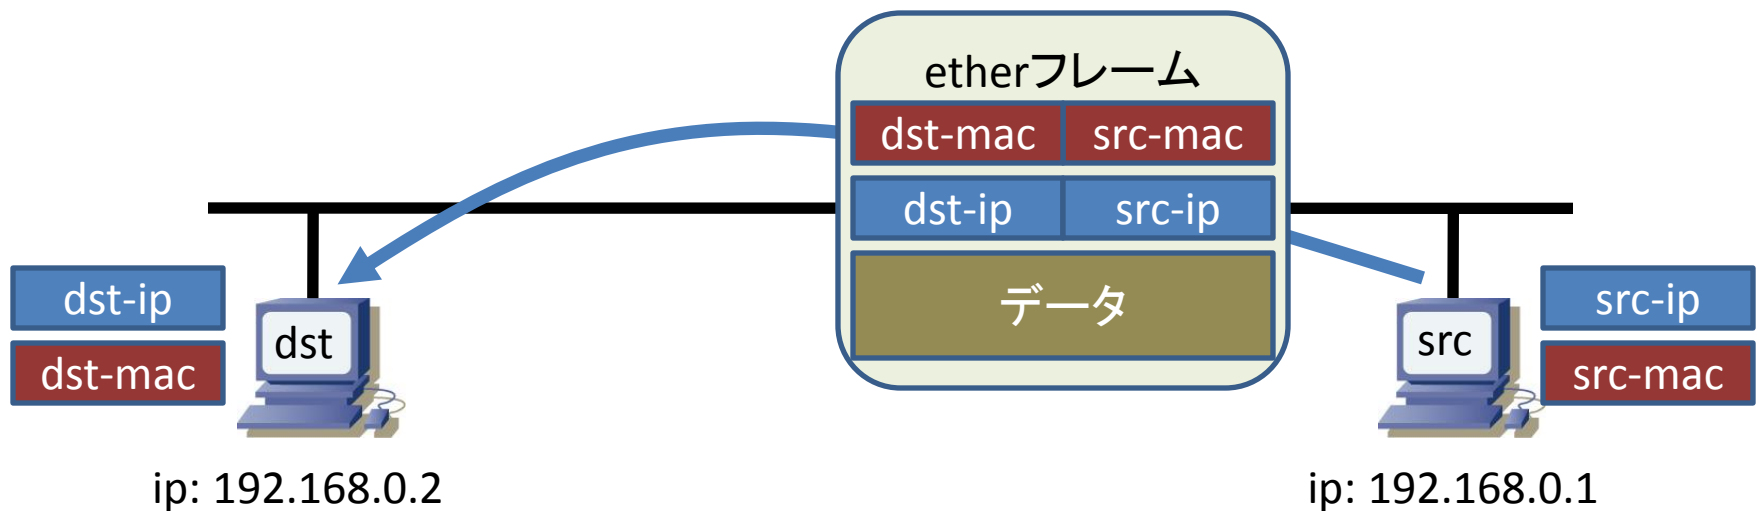 etherフレーム
dst-mac src-mac
dst-ip src-ip
データ
dst-ip
dst-mac
dst
src
src-ip
src-mac
ip: 192.168.0.2
ip: 192.168.0.1